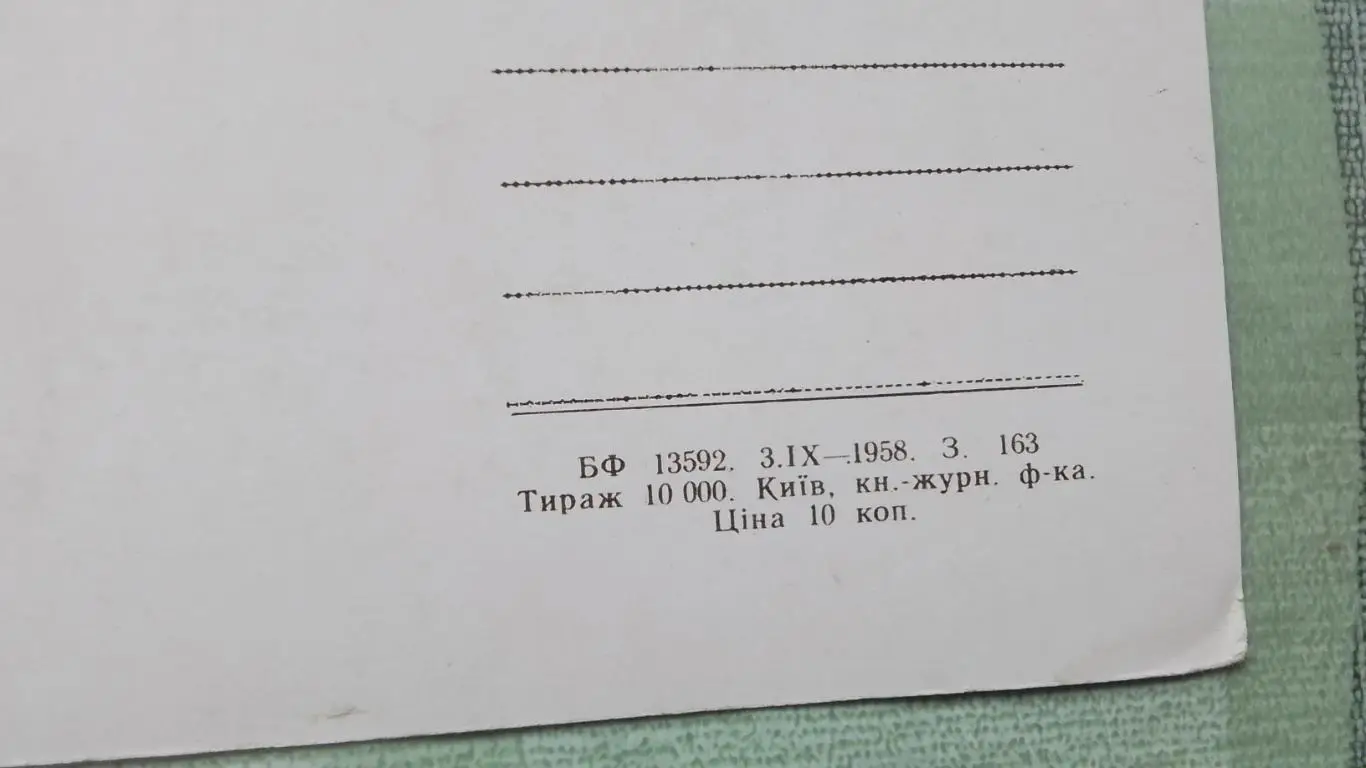 БФ 13592. 3.IX—.1958. З. 163
Тираж 10 000. Київ, кн.-журн. ф-ка.
Ціна 10 коп.